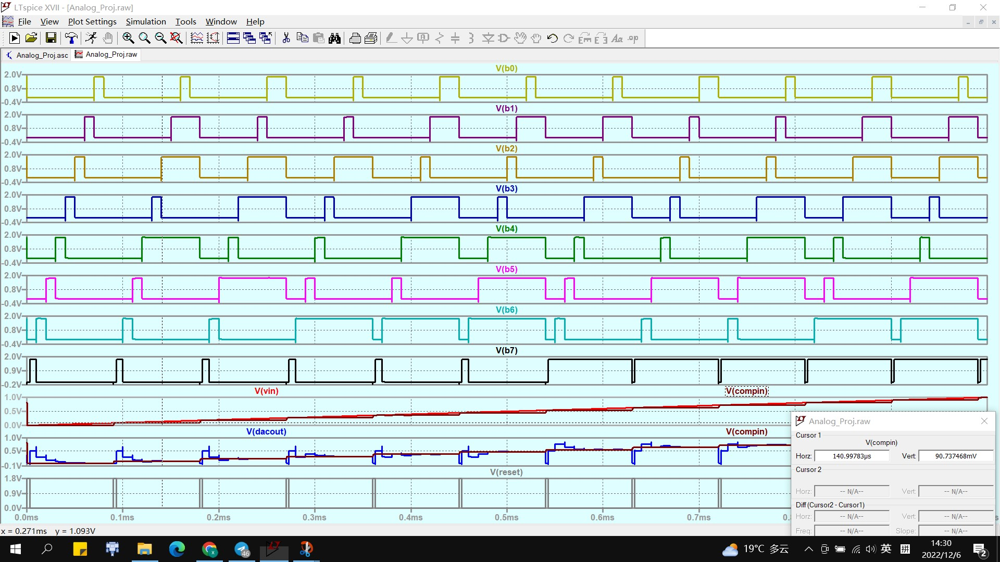 LTspice XVII - [Analog_Proj.raw]
File View Plot Settings Simulation Tools Window Help
Analog_Proj.asc Analog_Proj.raw
V(b0)
2.0V
0.8V
-0.4V
V(b1)
2.0V
0.8V
-0.4V
V(b2)
2.0V
0.8V
-0.4V
V(b3)
2.0V
0.8V
-0.4V
V(b4)
2.0V
0.8V
-0.4V
V(b5)
2.0V
0.8V
-0.4V
V(b6)
2.0V
0.8V
-0.4V
V(b7)
2.0V
0.9V
-0.2V
V(vin) V(compin)
1.0V
0.5V
0.0V
V(dacout) V(compin)
1.0V
0.5V
-0.1V
V(reset)
1.8V
0.9V
0.0V
0.0ms 0.1ms 0.2ms 0.3ms 0.4ms 0.5ms 0.6ms 0.7ms
Analog_Proj.raw
Cursor 1
V(compin)
Horz: 140.99783µs Vert: 90.737468mV
Cursor 2
Horz: -- N/A-- Vert: -- N/A--
Diff (Cursor2 - Cursor1)
Horz: -- N/A-- Vert: -- N/A--
Freq: -- N/A-- Slope: -- N/A--
x = 0.271ms y = 1.093V
46
19°C 多云
英
拼
14:30
2022/12/6
2